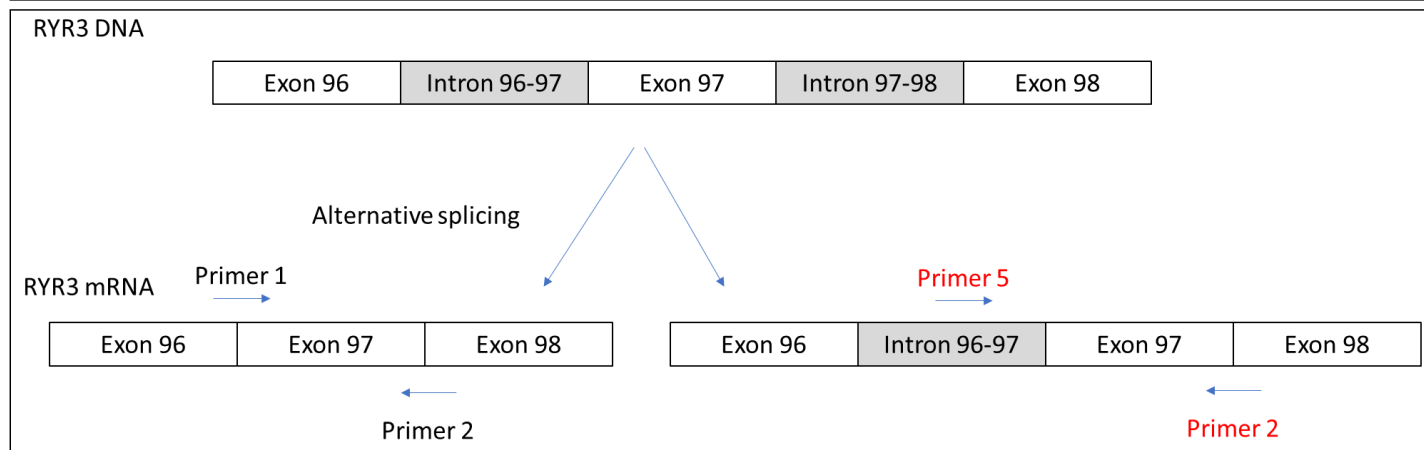 RYR3 DNA
Exon 96 Intron 96-97 Exon 97 Intron 97-98 Exon 98
Alternative splicing
Primer 1 Primer 5
RYR3 mRNA
Exon 96 Exon 97 Exon 98 Exon 96 Intron 96-97 Exon 97 Exon 98
Primer 2 Primer 2